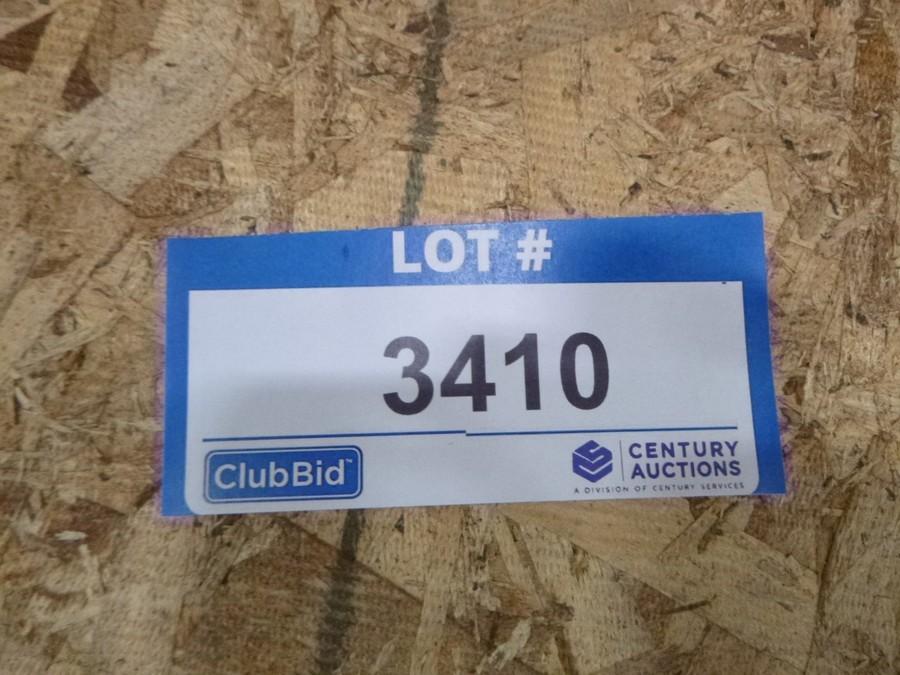 LOT #
3410
ClubBid™
CENTURY
AUCTIONS
A DIVISION OF CENTURY SERVICES